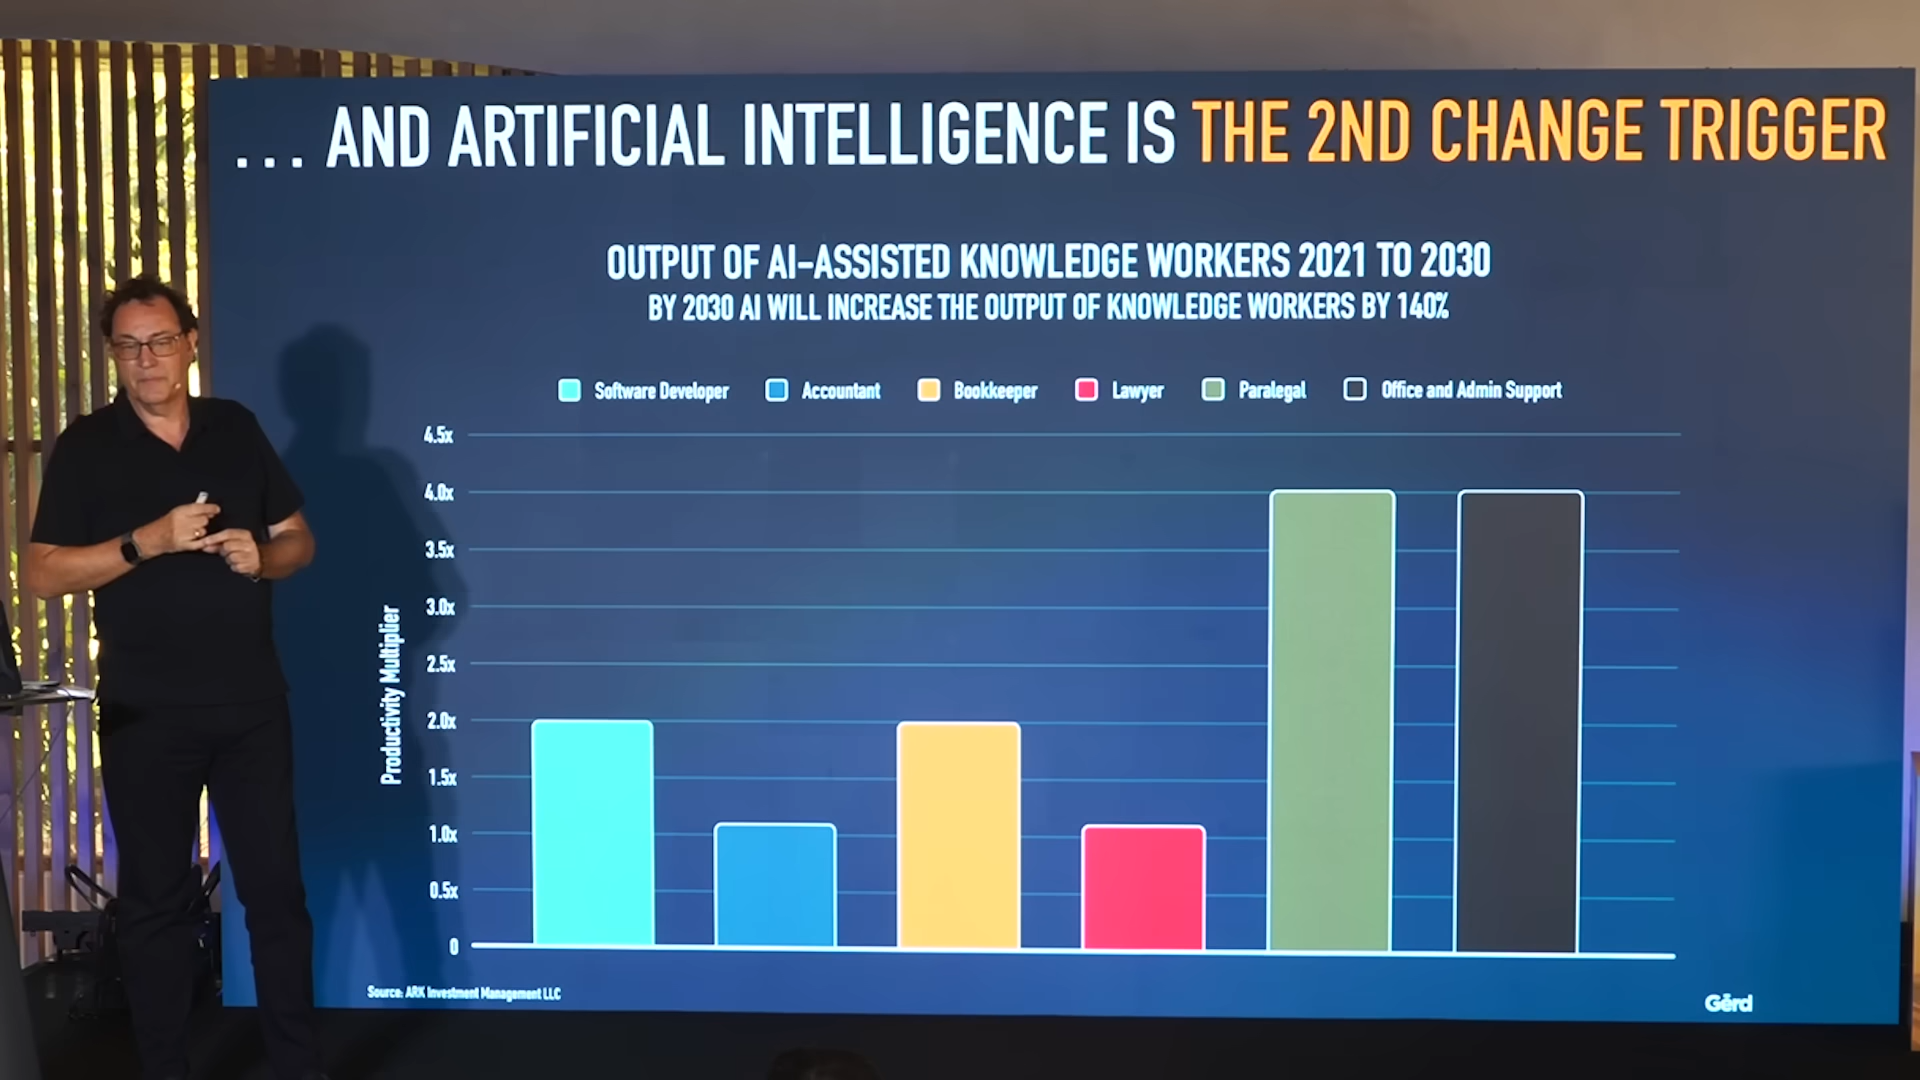 ... AND ARTIFICIAL INTELLIGENCE IS THE 2ND CHANGE TRIGGER
OUTPUT OF AI-ASSISTED KNOWLEDGE WORKERS 2021 TO 2030
BY 2030 AI WILL INCREASE THE OUTPUT OF KNOWLEDGE WORKERS BY 140%
Software Developer Accountant Bookkeeper Lawyer Paralegal Office and Admin Support
4.5x
4.0x
3.5x
3.0x
2.5x
2.0x
1.5x
1.0x
0.5x
0
Productivity Multiplier
Source: ARK Investment Management LLC
Gerd